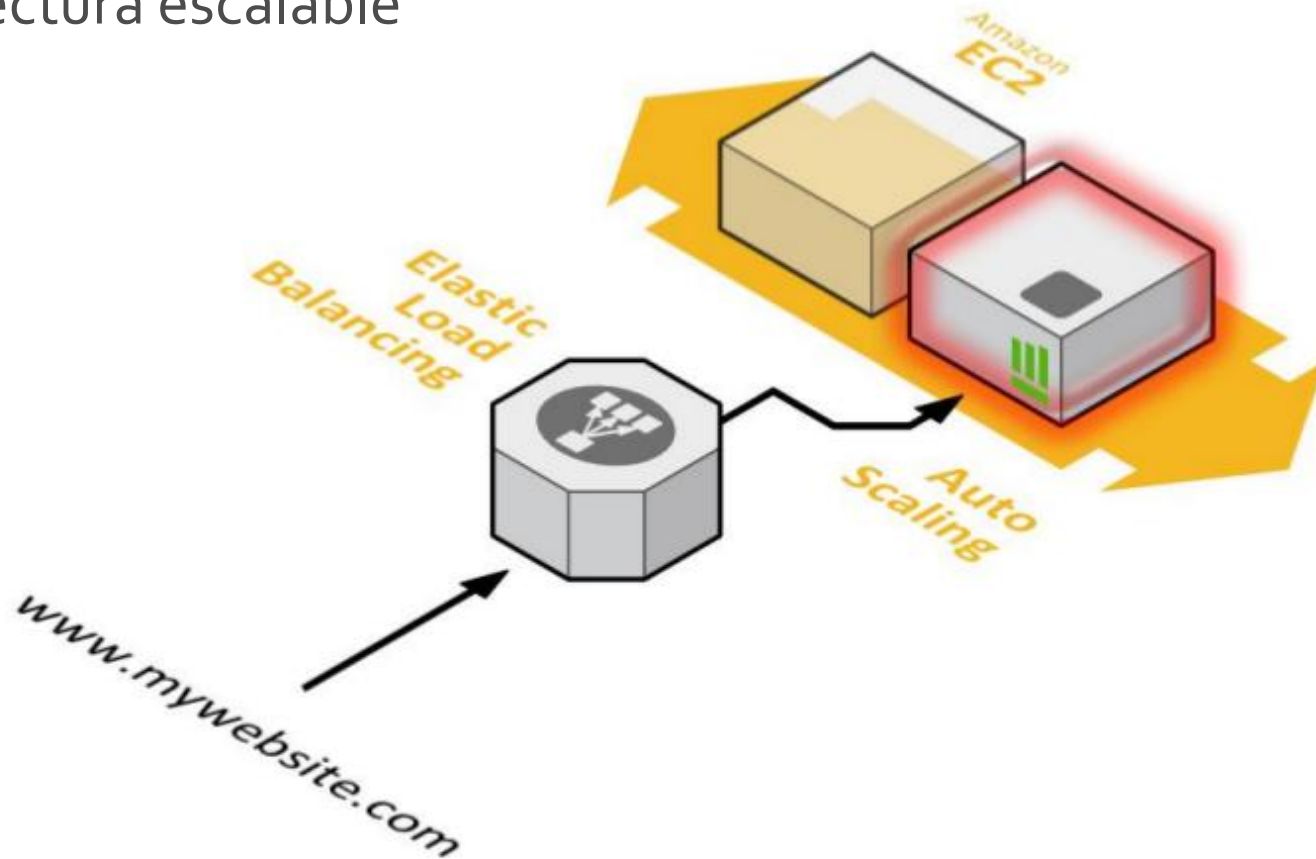 ectura escalable
Amazon
EC2
Elastic
Load
Balancing
Auto
Scaling
www.mywebsite.com